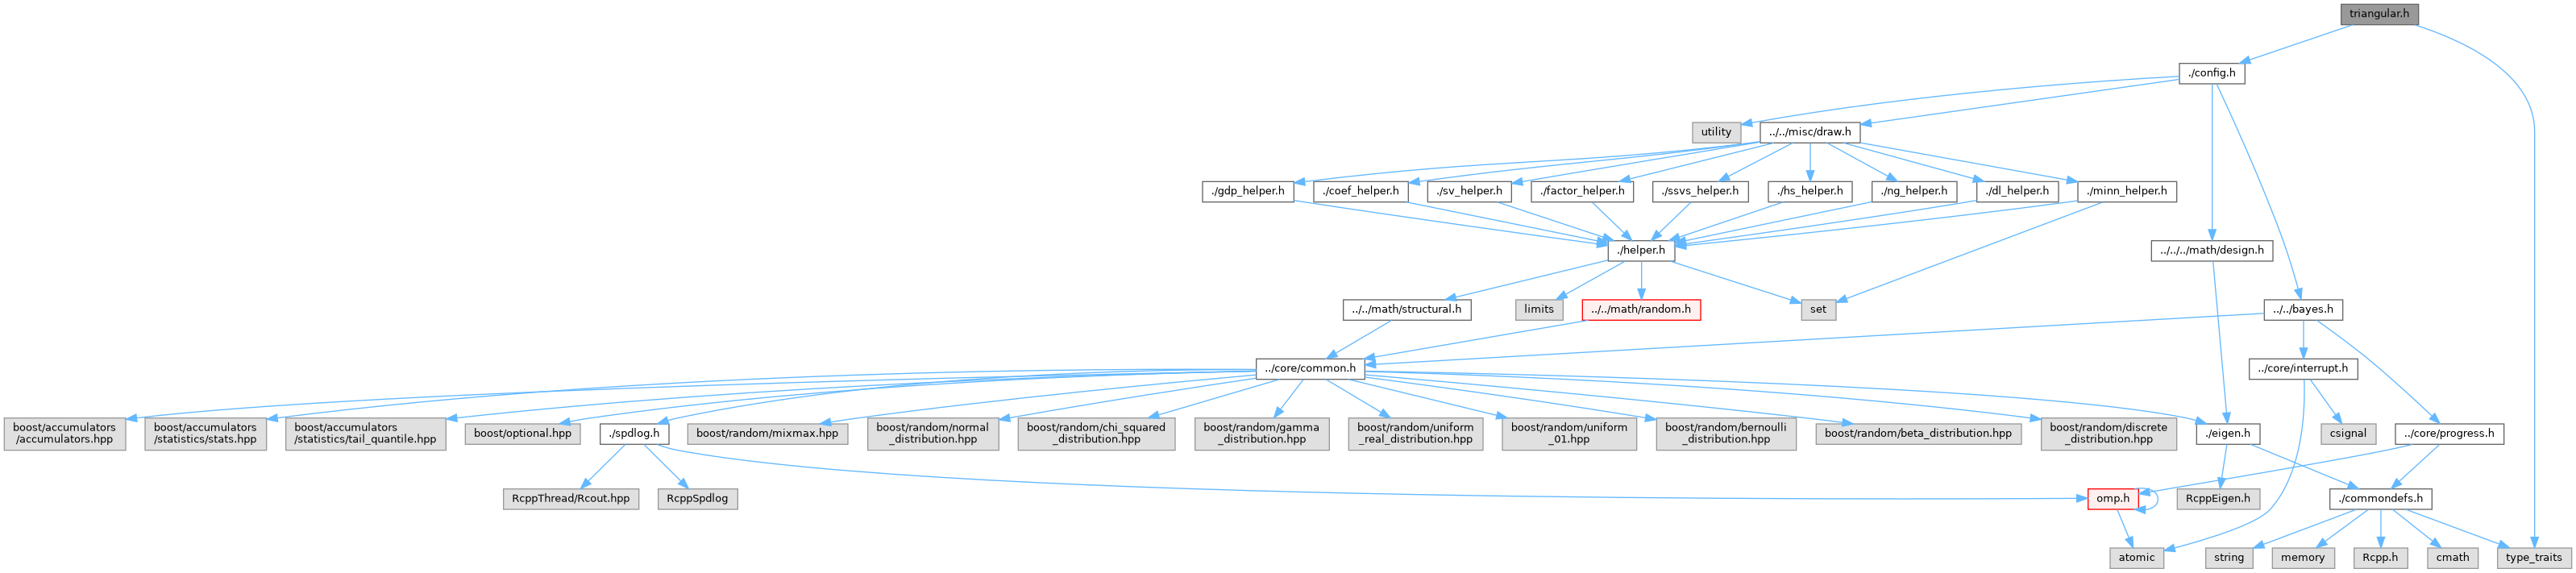 triangular.h
./config.h
utility
../../misc/draw.h
./gdp_helper.h
./coef_helper.h
./sv_helper.h
./factor_helper.h
./ssvs_helper.h
./hs_helper.h
./ng_helper.h
./dl_helper.h
./minn_helper.h
./helper.h
../../../math/design.h
../../math/structural.h
limits
../../math/random.h
set
../../bayes.h
../core/common.h
../core/interrupt.h
boost/accumulators
/accumulators.hpp
boost/accumulators
/statistics/stats.hpp
boost/accumulators
/statistics/tail_quantile.hpp
boost/optional.hpp
./spdlog.h
boost/random/mixmax.hpp
boost/random/normal
_distribution.hpp
boost/random/chi_squared
_distribution.hpp
boost/random/gamma
_distribution.hpp
boost/random/uniform
_real_distribution.hpp
boost/random/uniform
_01.hpp
boost/random/bernoulli
_distribution.hpp
boost/random/beta_distribution.hpp
boost/random/discrete
_distribution.hpp
./eigen.h
csignal
../core/progress.h
RcppThread/Rcout.hpp
RcppSpdlog
omp.h
RcppEigen.h
./commondefs.h
atomic
string
memory
Rcpp.h
cmath
type_traits